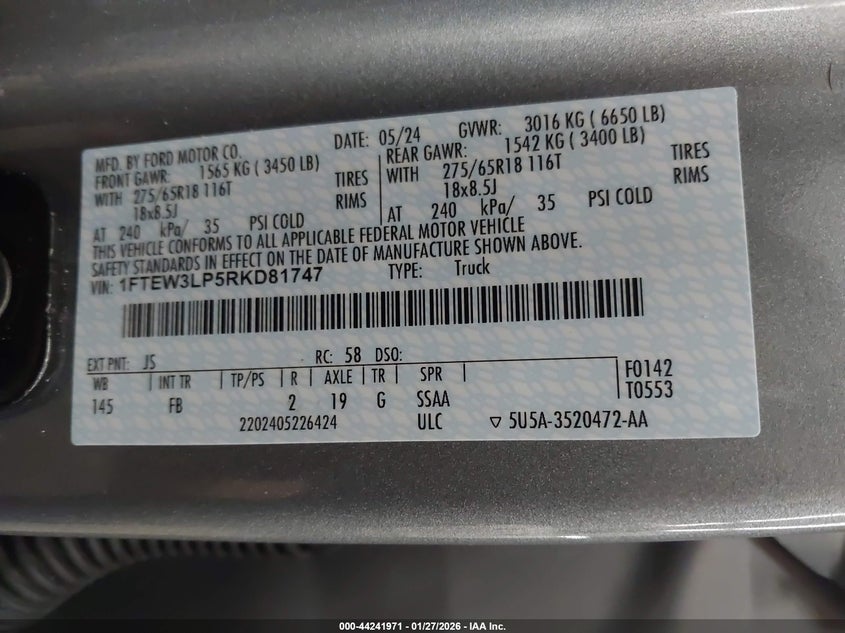 MFD. BY FORD MOTOR CO. DATE: 05/24 GVWR: 3016 KG ( 6650 LB)
FRONT GAWR: 1565 KG ( 3450 LB) REAR GAWR: 1542 KG ( 3400 LB)
WITH 275/65R18 116T TIRES WITH 275/65R18 116T TIRES
18x8.5J RIMS 18x8.5J RIMS
AT 240 kPa/ 35 PSI COLD AT 240 kPa/ 35 PSI COLD
THIS VEHICLE CONFORMS TO ALL APPLICABLE FEDERAL MOTOR VEHICLE
SAFETY STANDARDS IN EFFECT ON THE DATE OF MANUFACTURE SHOWN ABOVE.
VIN: 1FTEW3LP5RKD81747 TYPE: Truck
EXT PNT: JS RC: 58 DSO:
WB INT TR TP/PS R AXLE TR SPR F0142
145 FB 2 19 G SSAA T0553
2202405226424 ULC ▽ 5U5A-3520472-AA
000-44241971 - 01/27/2026 - IAA Inc.